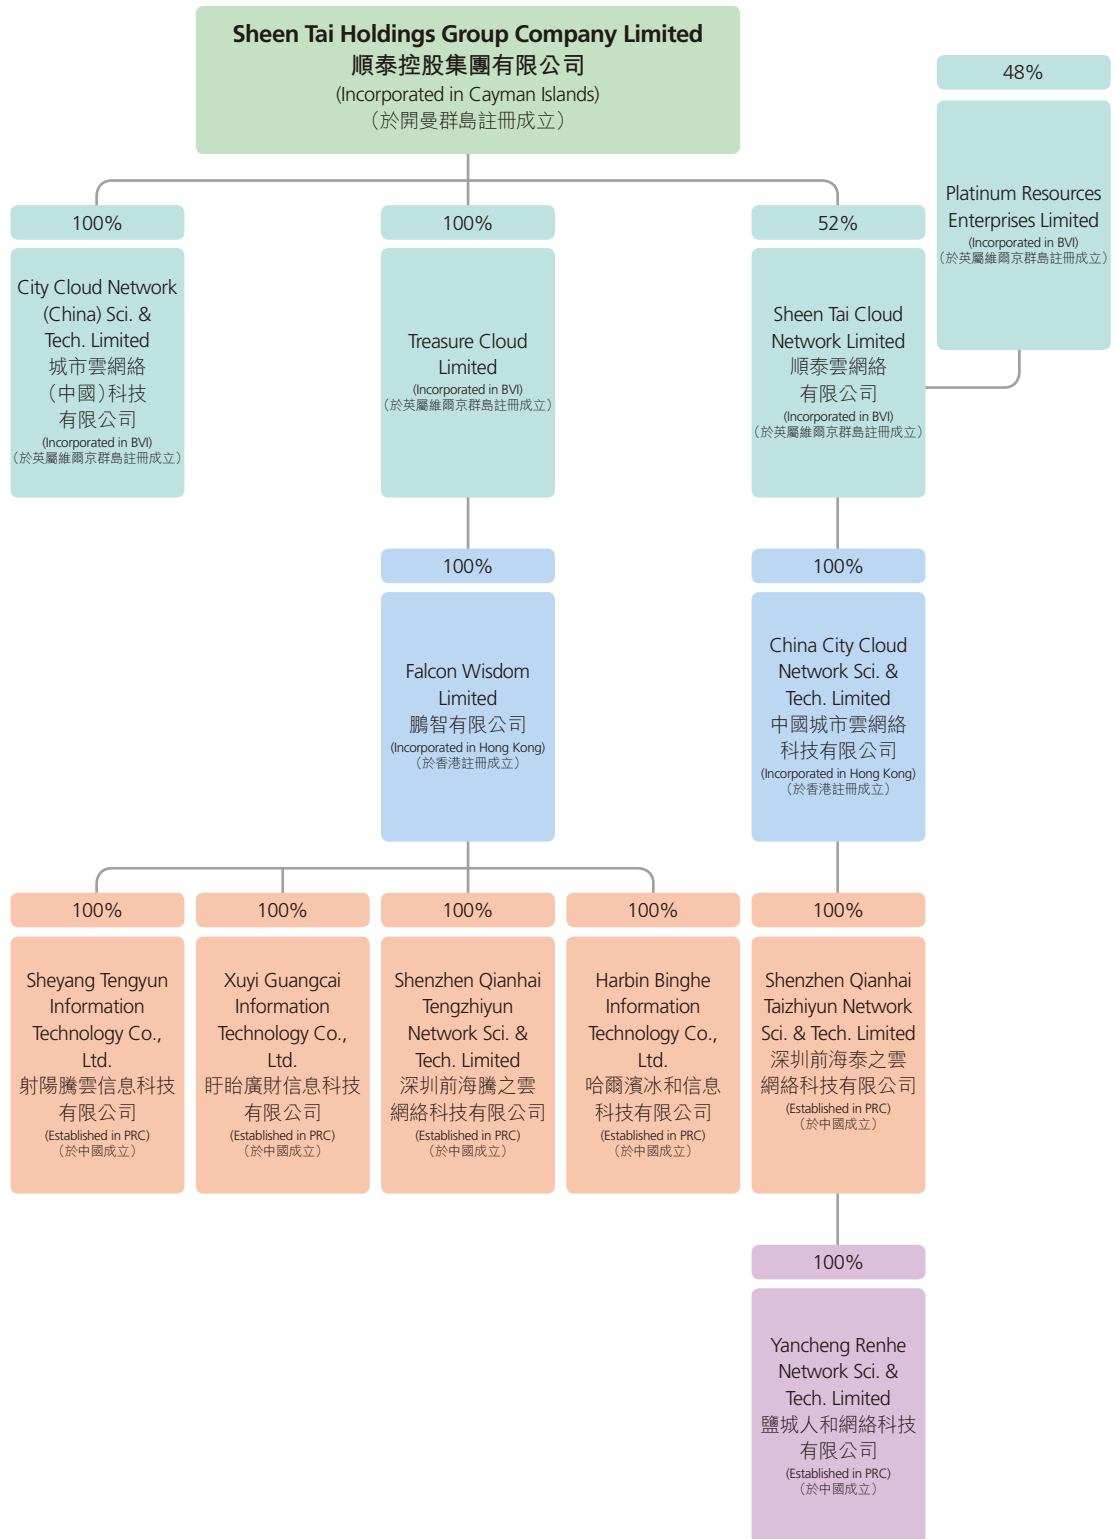 Sheen Tai Holdings Group Company Limited
順泰控股集團有限公司
(Incorporated in Cayman Islands)
（於開曼群島註冊成立）
48%
Platinum Resources
Enterprises Limited
(Incorporated in BVI)
（於英屬維爾京群島註冊成立）
100%
City Cloud Network
(China) Sci. &
Tech. Limited
城市雲網絡
（中國）科技
有限公司
(Incorporated in BVI)
（於英屬維爾京群島註冊成立）
100%
Treasure Cloud
Limited
(Incorporated in BVI)
（於英屬維爾京群島註冊成立）
52%
Sheen Tai Cloud
Network Limited
順泰雲網絡
有限公司
(Incorporated in BVI)
（於英屬維爾京群島註冊成立）
100%
Falcon Wisdom
Limited
鵬智有限公司
(Incorporated in Hong Kong)
（於香港註冊成立）
100%
China City Cloud
Network Sci. &
Tech. Limited
中國城市雲網絡
科技有限公司
(Incorporated in Hong Kong)
（於香港註冊成立）
100%
Sheyang Tengyun
Information
Technology Co.,
Ltd.
射陽騰雲信息科技
有限公司
(Established in PRC)
（於中國成立）
100%
Xuyi Guangcai
Information
Technology Co.,
Ltd.
盱眙廣財信息科技
有限公司
(Established in PRC)
（於中國成立）
100%
Shenzhen Qianhai
Tengzhiyun
Network Sci. &
Tech. Limited
深圳前海騰之雲
網絡科技有限公司
(Established in PRC)
（於中國成立）
100%
Harbin Binghe
Information
Technology Co.,
Ltd.
哈爾濱冰和信息
科技有限公司
(Established in PRC)
（於中國成立）
100%
Shenzhen Qianhai
Taizhiyun Network
Sci. & Tech. Limited
深圳前海泰之雲
網絡科技有限公司
(Established in PRC)
（於中國成立）
100%
Yancheng Renhe
Network Sci. &
Tech. Limited
鹽城人和網絡科技
有限公司
(Established in PRC)
（於中國成立）